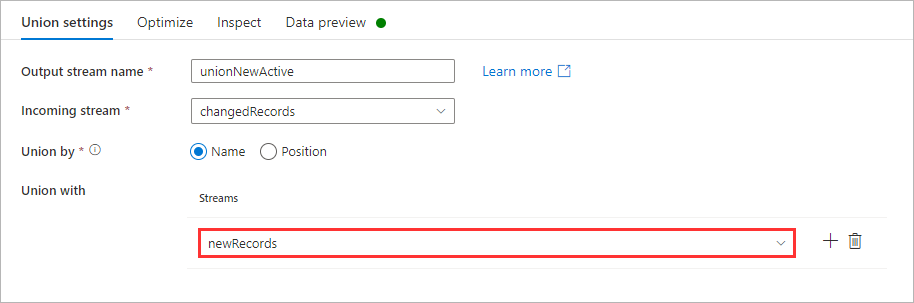 Union settings Optimize Inspect Data preview
Output stream name * unionNewActive Learn more
Incoming stream * changedRecords
Union by * Name Position
Union with
Streams
newRecords